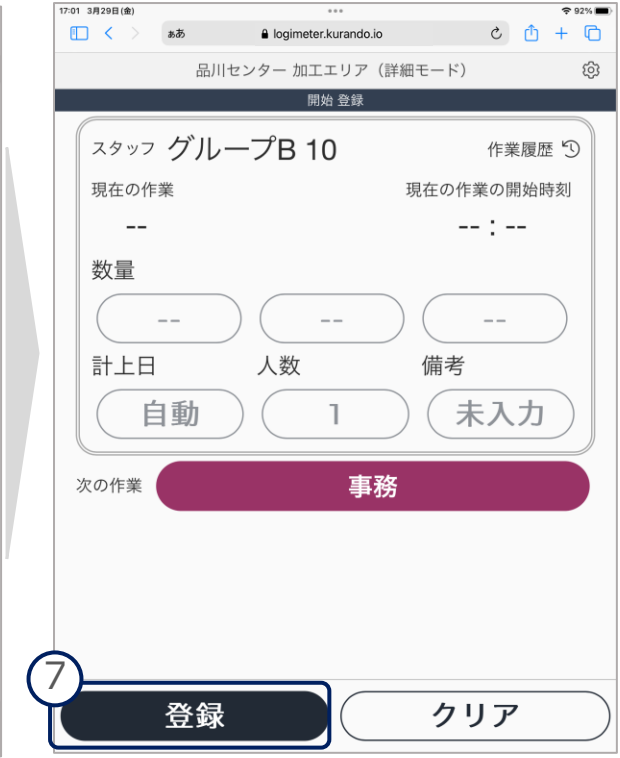 17:01 3月29日(金) 92%
ああ logimeter.kurando.io
品川センター 加工エリア（詳細モード）
開始 登録
スタッフ グループB 10 作業履歴
現在の作業 現在の作業の開始時刻
-- --：--
数量
-- -- --
計上日 人数 備考
自動 1 未入力
次の作業 事務
7
登録 クリア